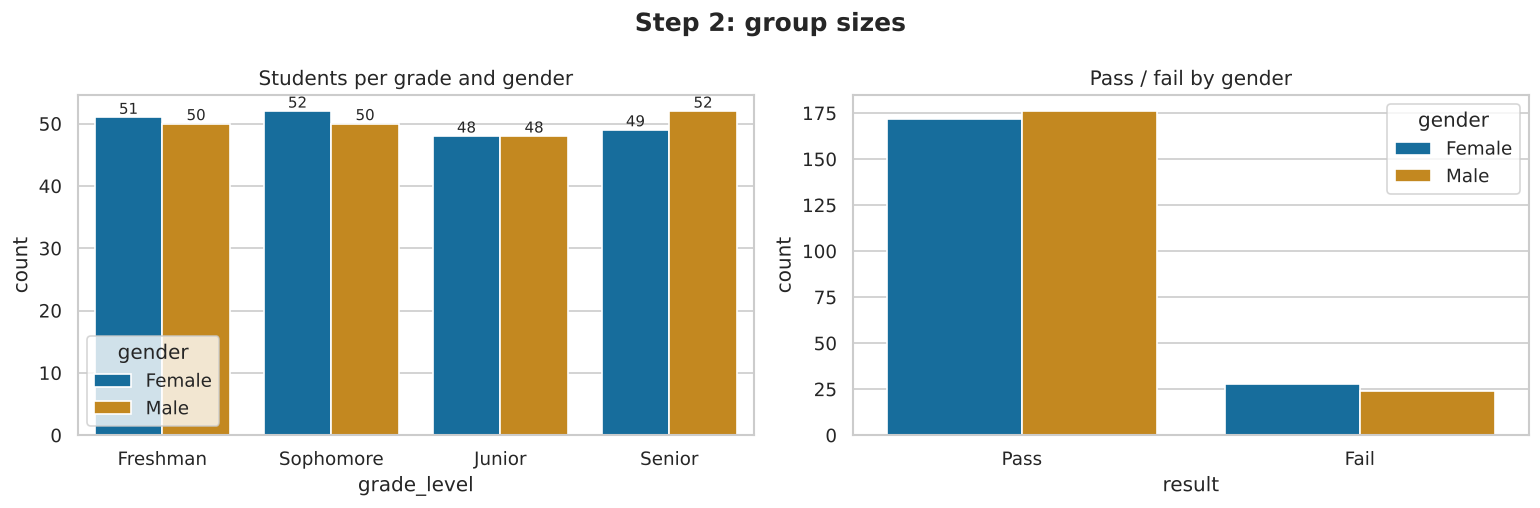 Step 2: group sizes
Students per grade and gender
51
50
52
50
48
48
49
52
50
40
30
20
10
0
count
gender
Female
Male
Freshman
Sophomore
Junior
Senior
grade_level
Pass / fail by gender
175
150
125
100
75
50
25
0
count
gender
Female
Male
Pass
Fail
result